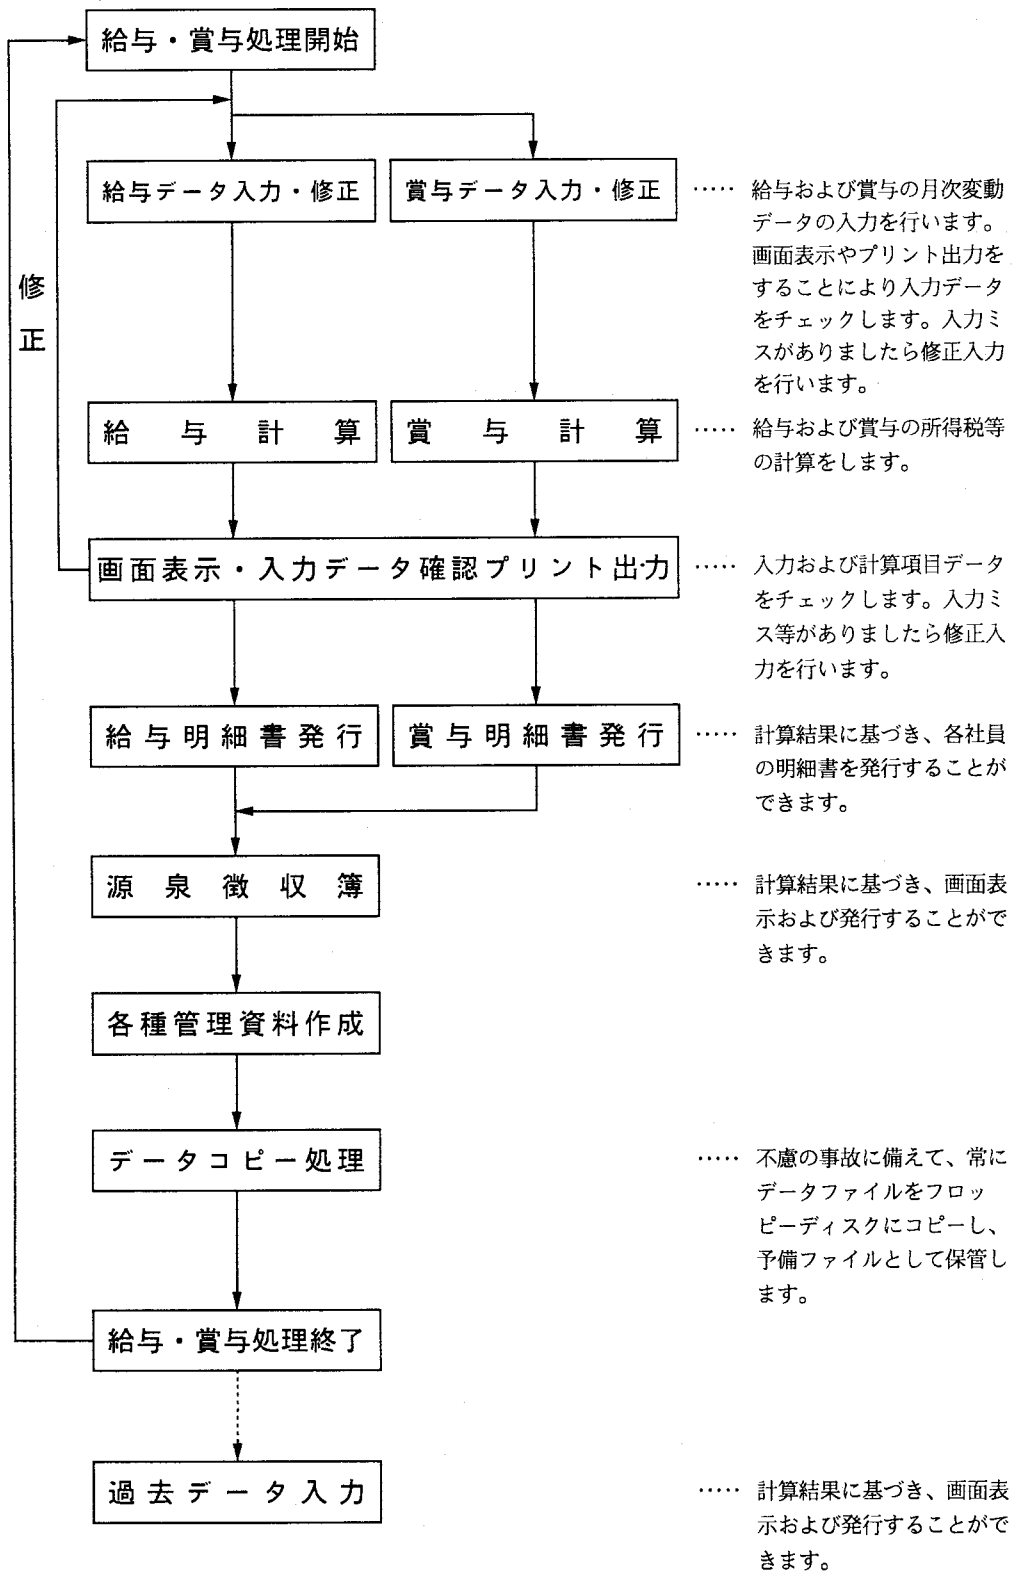 給与・賞与処理開始
給与データ入力・修正
賞与データ入力・修正
‥‥‥ 給与および賞与の月次変動
データの入力を行います。
画面表示やプリント出力を
することにより入力データ
をチェックします。入力ミ
スがありましたら修正入力
を行います。
修
正
給与計算
賞与計算
‥‥‥ 給与および賞与の所得税等
の計算をします。
画面表示・入力データ確認プリント出力
‥‥‥ 入力および計算項目データ
をチェックします。入力ミ
ス等がありましたら修正入
力を行います。
給与明細書発行
賞与明細書発行
‥‥‥ 計算結果に基づき、各社員
の明細書を発行することが
できます。
源泉徴収簿
‥‥‥ 計算結果に基づき、画面表
示および発行することがで
きます。
各種管理資料作成
データコピー処理
‥‥‥ 不慮の事故に備えて、常に
データファイルをフロッ
ピーディスクにコピーし、
予備ファイルとして保管し
ます。
給与・賞与処理終了
過去データ入力
‥‥‥ 計算結果に基づき、画面表
示および発行することがで
きます。